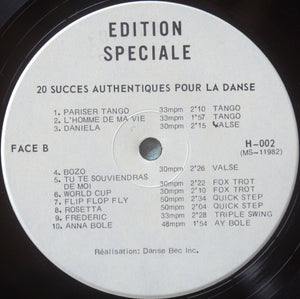 EDITION
SPECIALE
20 SUCCES AUTHENTIQUES POUR LA DANSE
1. PARISER TANGO 33mpm 2"10 TANGO
2. L'HOMME DE MA VIE 33mpm 1"57 TANGO
3. DANIELA 30mpm 2"15 VALSE
FACE B
H-002
(MS-11982)
4. BOZO 30mpm 2"26 VALSE
5. TU TE SOUVIENDRAS
DE MOI 30mpm 2"22 FOX TROT
6. WORLD CUP 30mpm 2"10 FOX TROT
7. FLIP FLOP FLY 50mpm 2"34 QUICK STEP
8. ROSETTA 50mpm 2"04 QUICK STEP
9. FREDERIC 33mpm 2"28 TRIPLE SWING
10. ANNA BOLE 48mpm 1"54 AY BOLE
Réalisation: Danse Bec Inc.